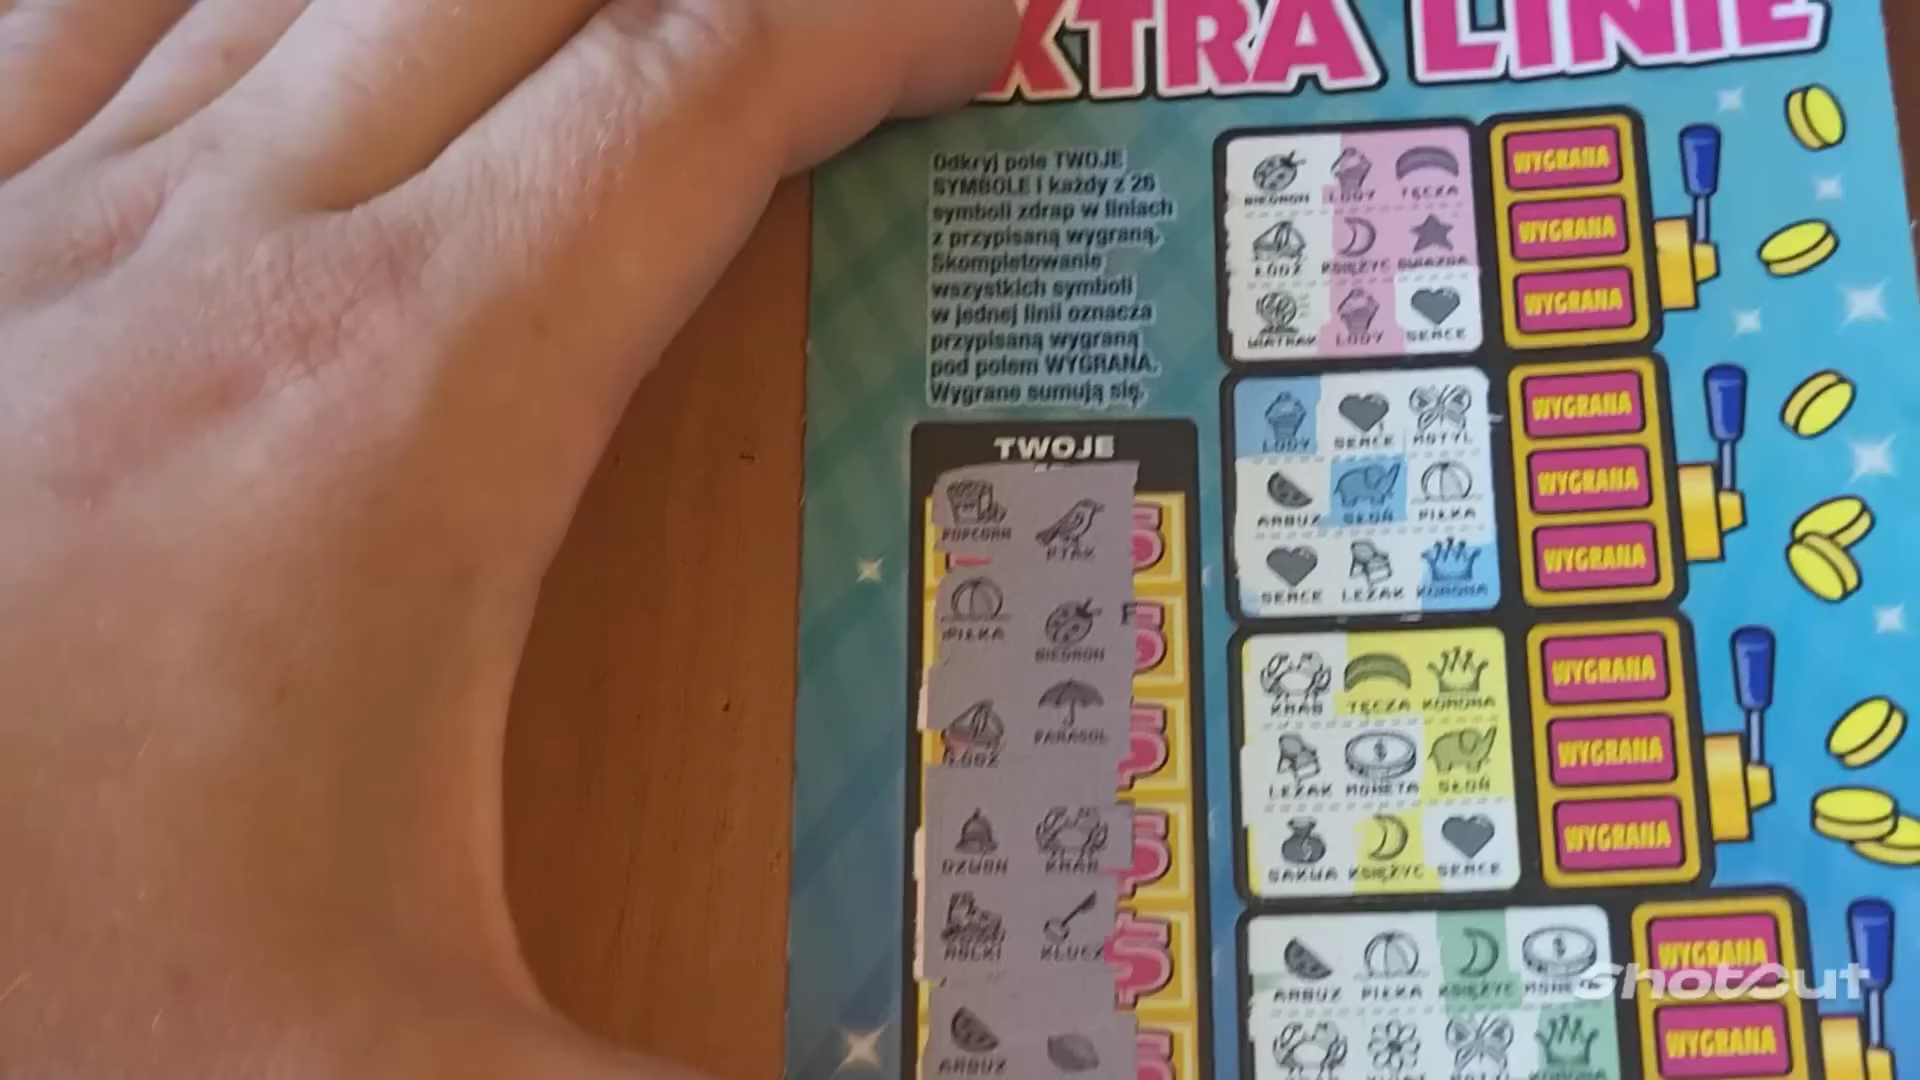 XTRA LINIE
Odkryj pole TWOJE
SYMBOLE i każdy z 26
symboli zdrap w liniach
z przypisaną wygraną.
Skompletowanie
wszystkich symboli
w jednej linii oznacza
przypisaną wygraną
pod polem WYGRANA.
Wygrane sumują się.
BIEDRON LODY TĘCZA
WYGRANA
ŁÓDŹ KSIĘŻYC GWIAZDA
WYGRANA
WIATRAK LODY SERCE
WYGRANA
LODY SERCE MOTYL
WYGRANA
ARBUZ SŁOŃ PIŁKA
WYGRANA
SERCE LEŻAK KORONA
WYGRANA
KRAB TĘCZA KORONA
WYGRANA
LEŻAK MONETA SŁOŃ
WYGRANA
SAKWA KSIĘŻYC SERCE
WYGRANA
ARBUZ PIŁKA KSIĘŻYC MONETA
WYGRANA
WYGRANA
TWOJE
POPCORN PTAK
PIŁKA BIEDRON
ŁÓDŹ PARASOL
DZWON KRAB
KLUCZ
ARBUZ
Shotcut